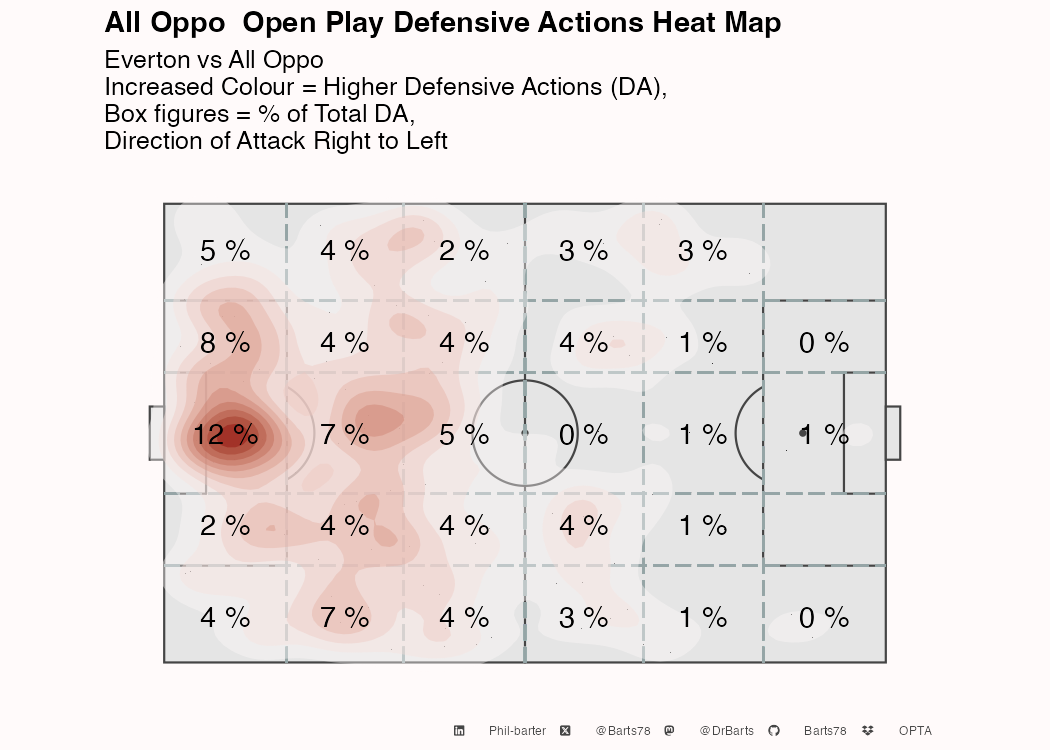 All Oppo  Open Play Defensive Actions Heat Map
Everton vs All Oppo
Increased Colour = Higher Defensive Actions (DA),
Box figures = % of Total DA,
Direction of Attack Right to Left
5 % 4 % 2 % 3 % 3 %
8 % 4 % 4 % 4 % 1 % 0 %
12 % 7 % 5 % 0 % 1 % 1 %
2 % 4 % 4 % 4 % 1 %
4 % 7 % 4 % 3 % 1 % 0 %
Phil-barter @Barts78 @DrBarts Barts78 OPTA